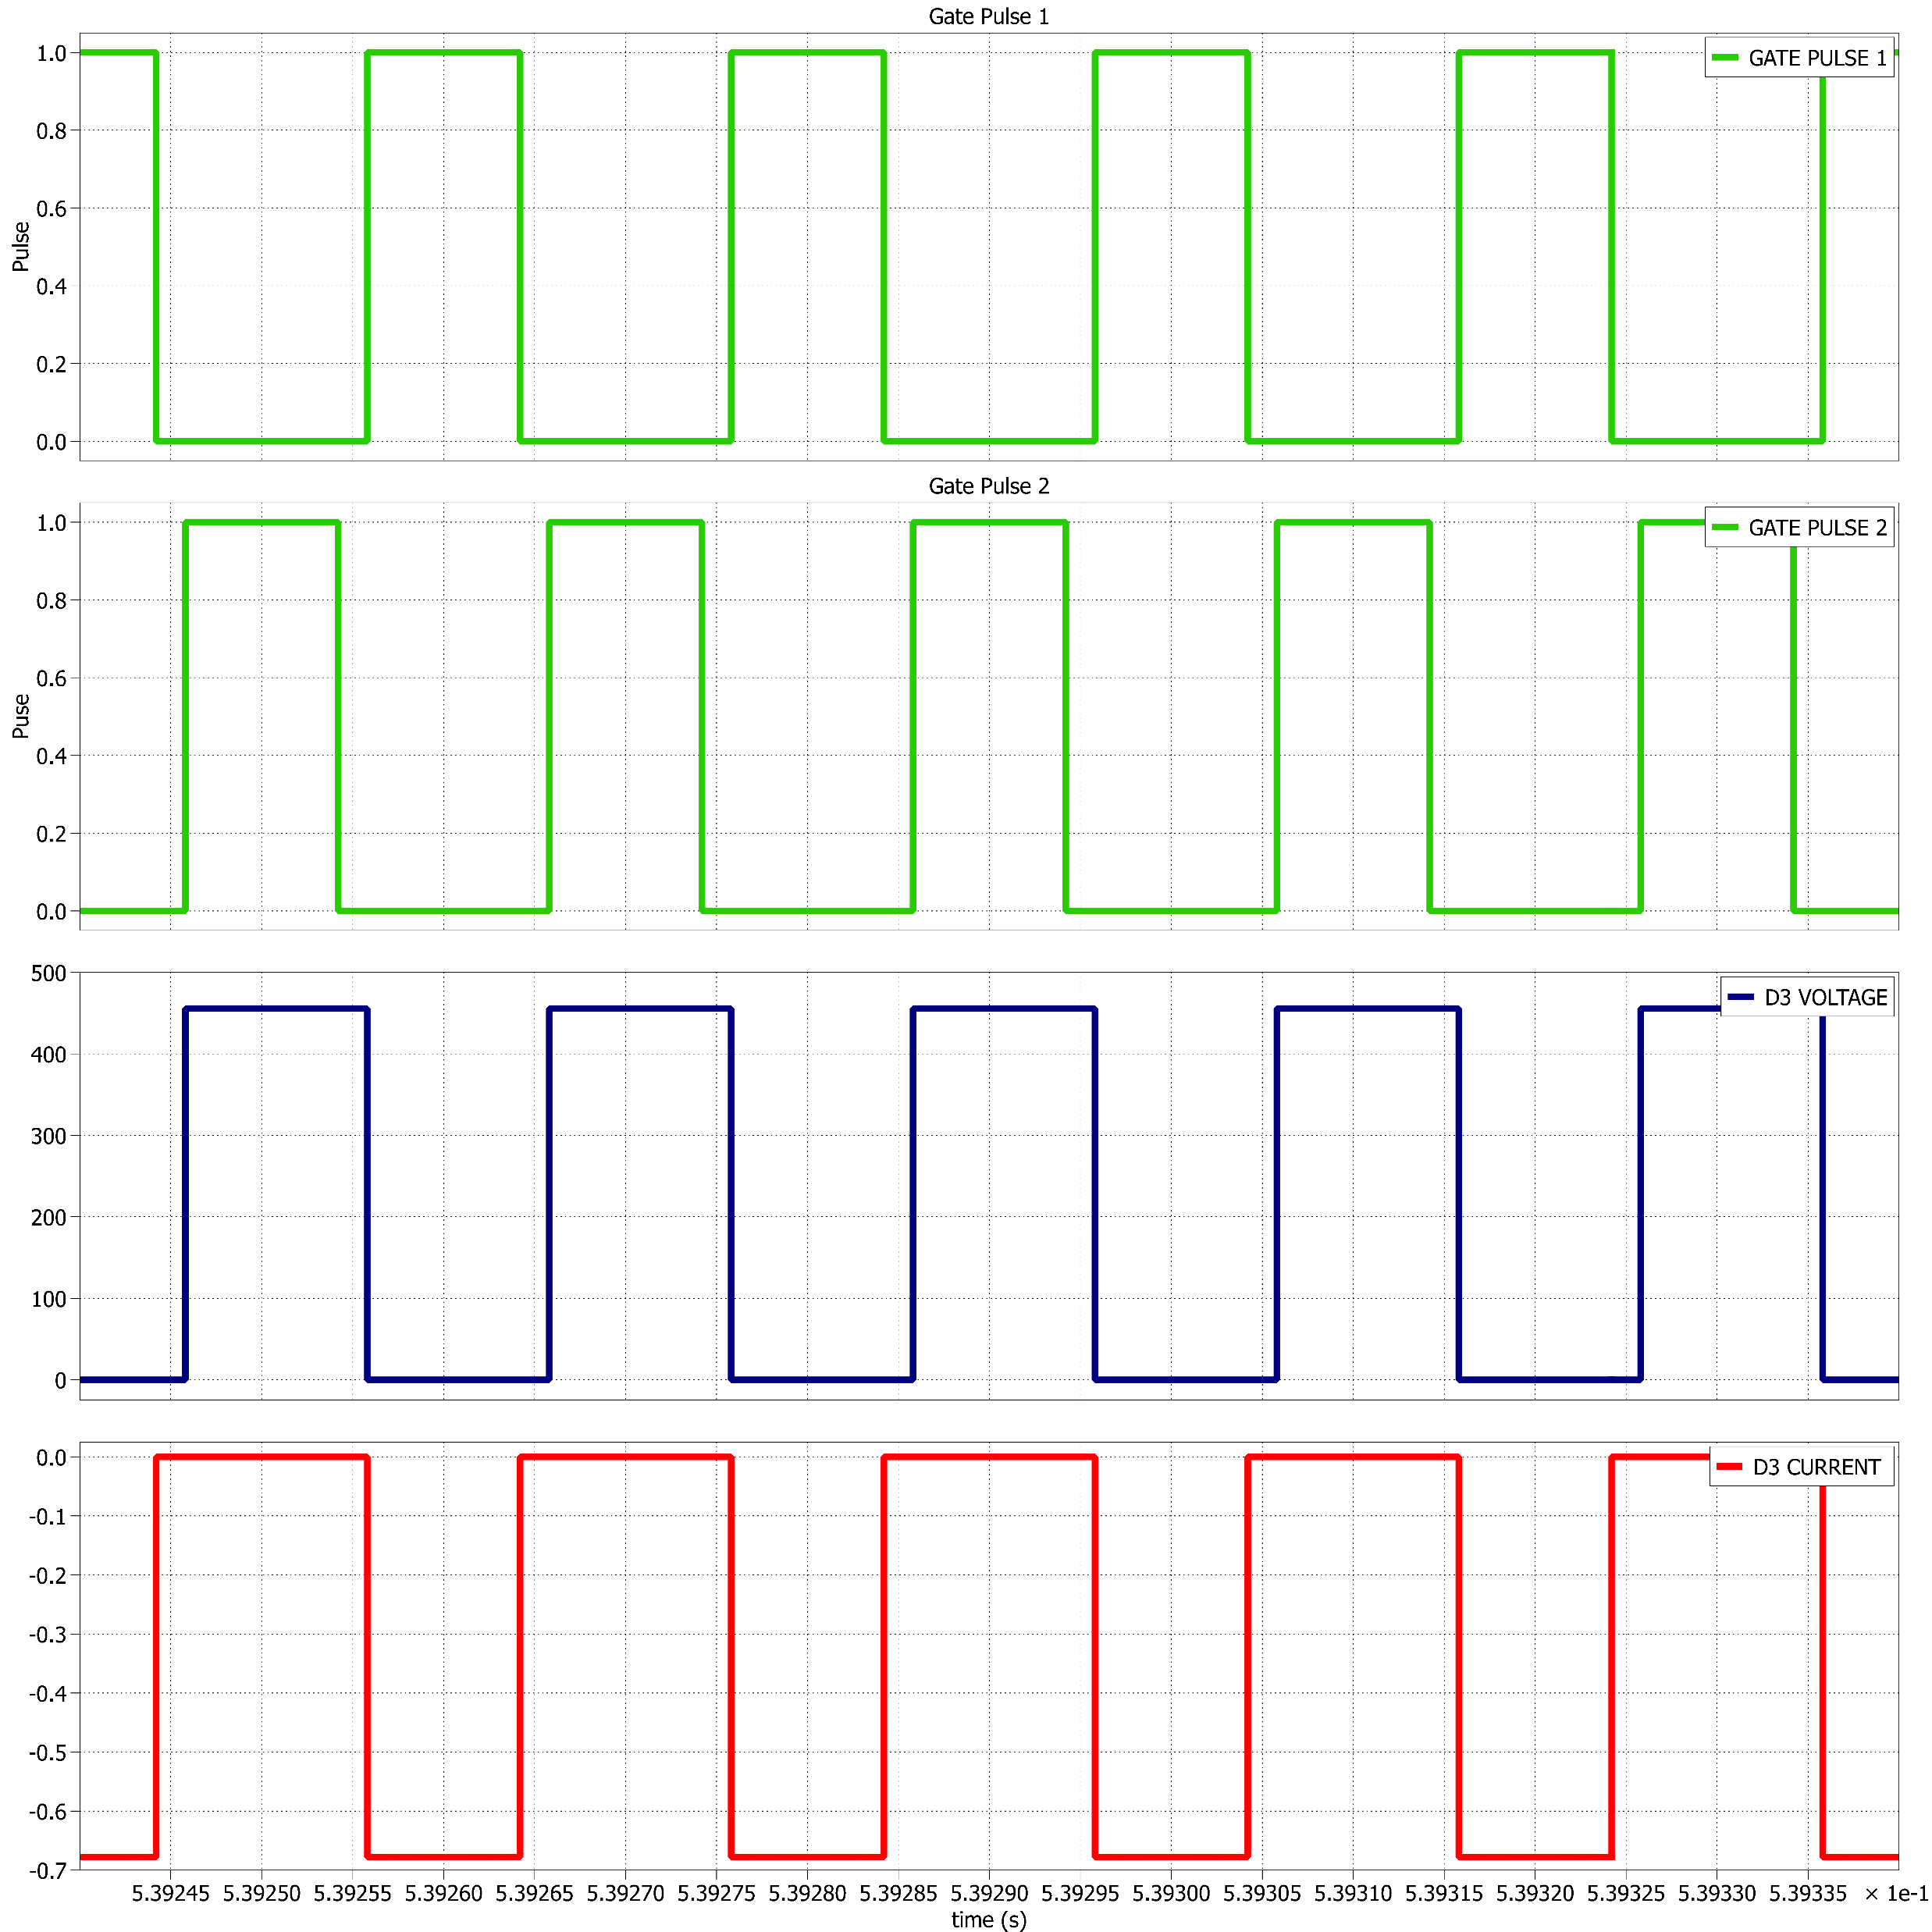 Gate Pulse 1
GATE PULSE 1
1.0
0.8
0.6
0.4
0.2
0.0
Pulse
Gate Pulse 2
GATE PULSE 2
1.0
0.8
0.6
0.4
0.2
0.0
Puse
D3 VOLTAGE
500
400
300
200
100
0
D3 CURRENT
0.0
-0.1
-0.2
-0.3
-0.4
-0.5
-0.6
-0.7
5.39245 5.39250 5.39255 5.39260 5.39265 5.39270 5.39275 5.39280 5.39285 5.39290 5.39295 5.39300 5.39305 5.39310 5.39315 5.39320 5.39325 5.39330 5.39335 × 1e-1
time (s)